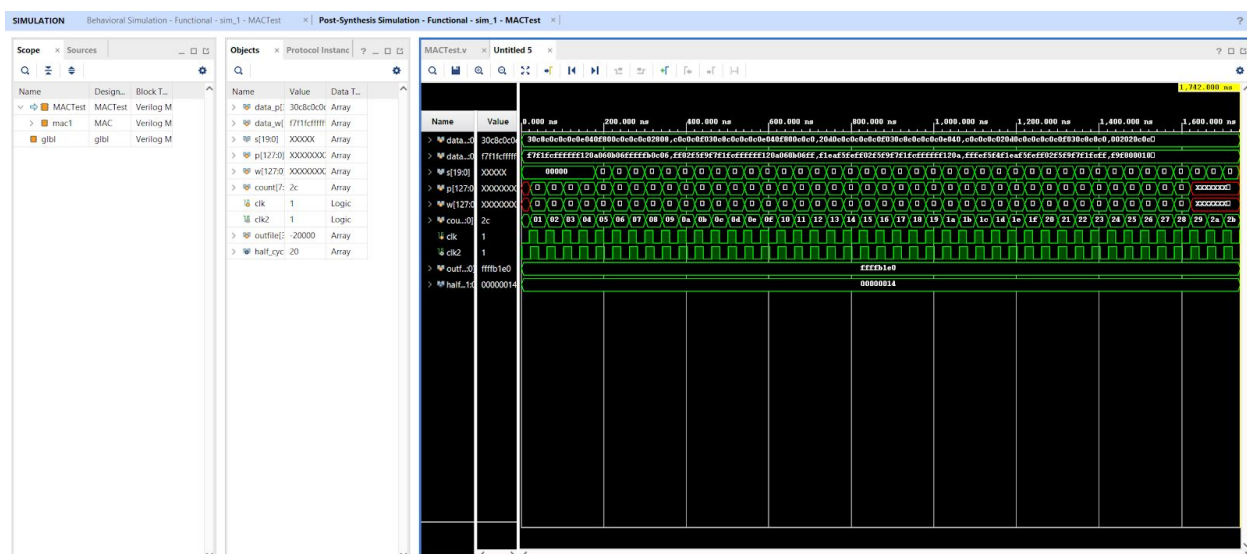 SIMULATION Behavioral Simulation - Functional - sim_1 - MACTest × Post-Synthesis Simulation - Functional - sim_1 - MACTest × ?
Scope × Sources
Name Design... Block T...
MACTest MACTest Verilog M
mac1 MAC Verilog M
glbl glbl Verilog M
Objects × Protocol Instanc ?
Name Value Data T...
data_p[: 30c8c0c0( Array
data_w[ f7f1fcfffff Array
s[19:0] XXXXX Array
p[127:0] XXXXXXX( Array
w[127:0 XXXXXXX( Array
count[7: 2c Array
clk 1 Logic
clk2 1 Logic
outfile[3 -20000 Array
half_cyc 20 Array
MACTest.v × Untitled 5 × ?
1,742.000 ns
Name Value 0.000 ns 200.000 ns 400.000 ns 600.000 ns 800.000 ns 1,000.000 ns 1,200.000 ns 1,400.000 ns 1,600.000 ns
data...:0] 30c8c0c0(
data...:0] f7f1fcfffff
s[19:0] XXXXX 00000
p[127:0 XXXXXXX
w[127:0 XXXXXXX
cou...:0] 2c 01 02 03 04 05 06 07 08 09 0a 0b 0c 0d 0e 0f 10 11 12 13 14 15 16 17 18 19 1a 1b 1c 1d 1e 1f 20 21 22 23 24 25 26 27 28 29 2a 2b
clk 1
clk2 1
outf...:0] ffffb1e0 ffffb1e0
half...1:0 00000014 00000014